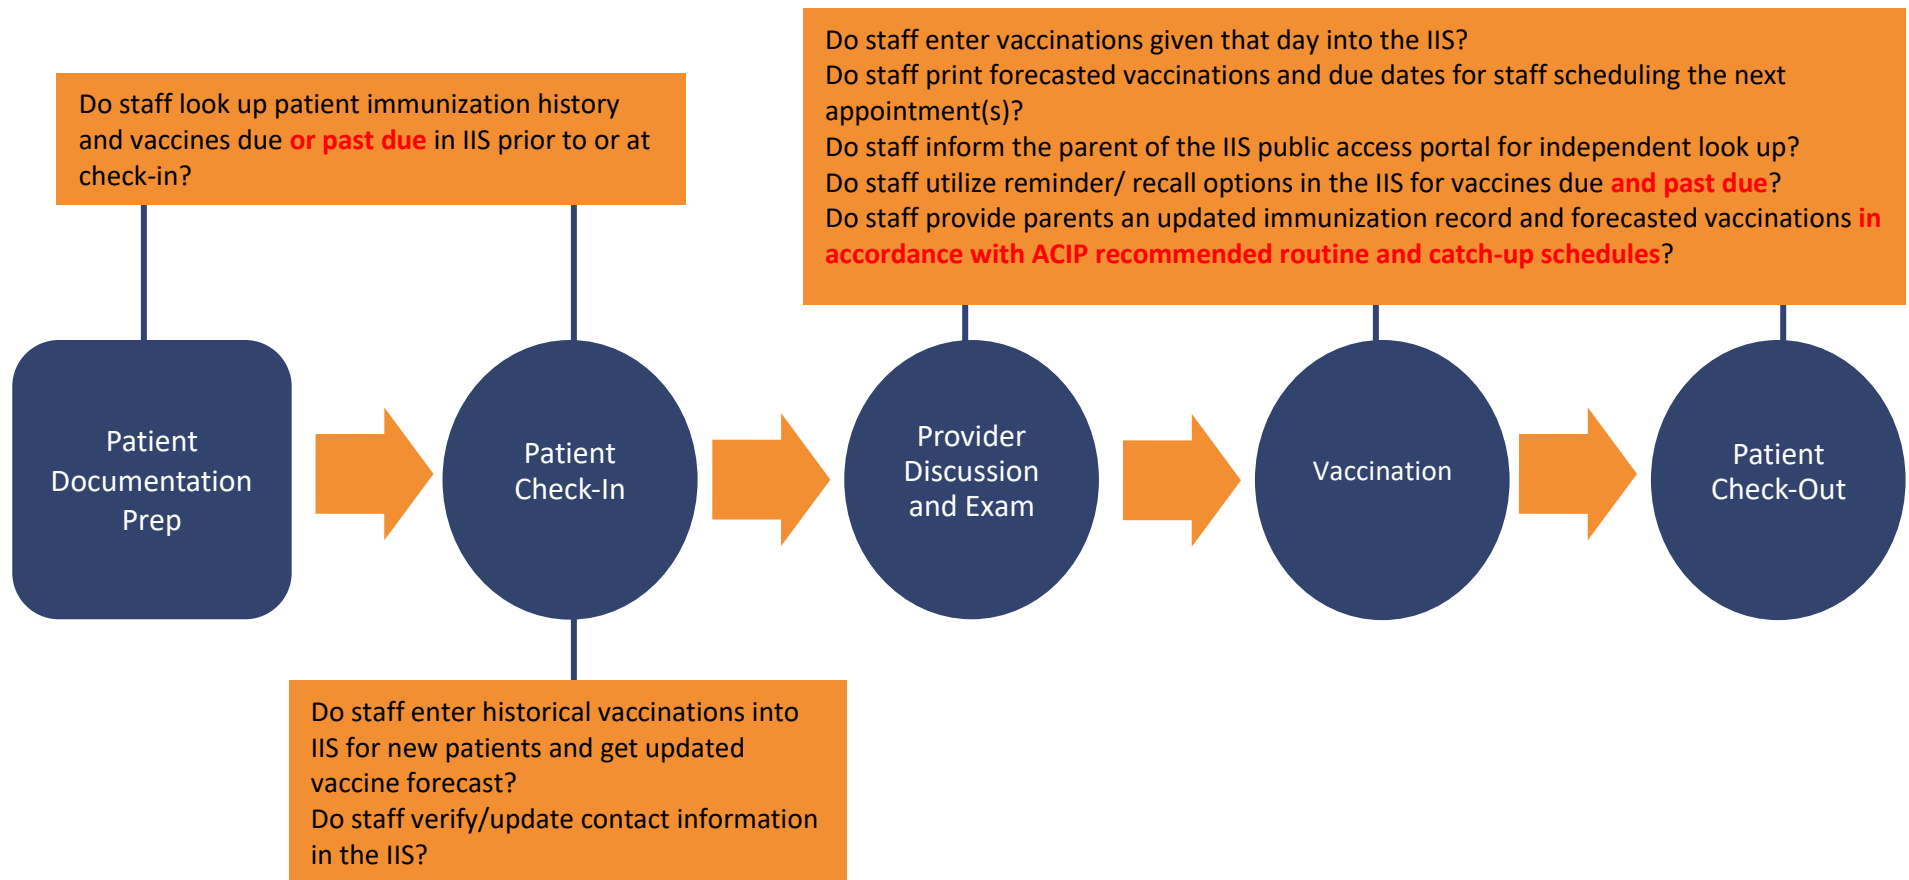 Do staff look up patient immunization history
and vaccines due or past due in IIS prior to or at
check-in?
Do staff enter vaccinations given that day into the IIS?
Do staff print forecasted vaccinations and due dates for staff scheduling the next
appointment(s)?
Do staff inform the parent of the IIS public access portal for independent look up?
Do staff utilize reminder/ recall options in the IIS for vaccines due and past due?
Do staff provide parents an updated immunization record and forecasted vaccinations in
accordance with ACIP recommended routine and catch-up schedules?
Patient
Documentation
Prep
Patient
Check-In
Provider
Discussion
and Exam
Vaccination
Patient
Check-Out
Do staff enter historical vaccinations into
IIS for new patients and get updated
vaccine forecast?
Do staff verify/update contact information
in the IIS?